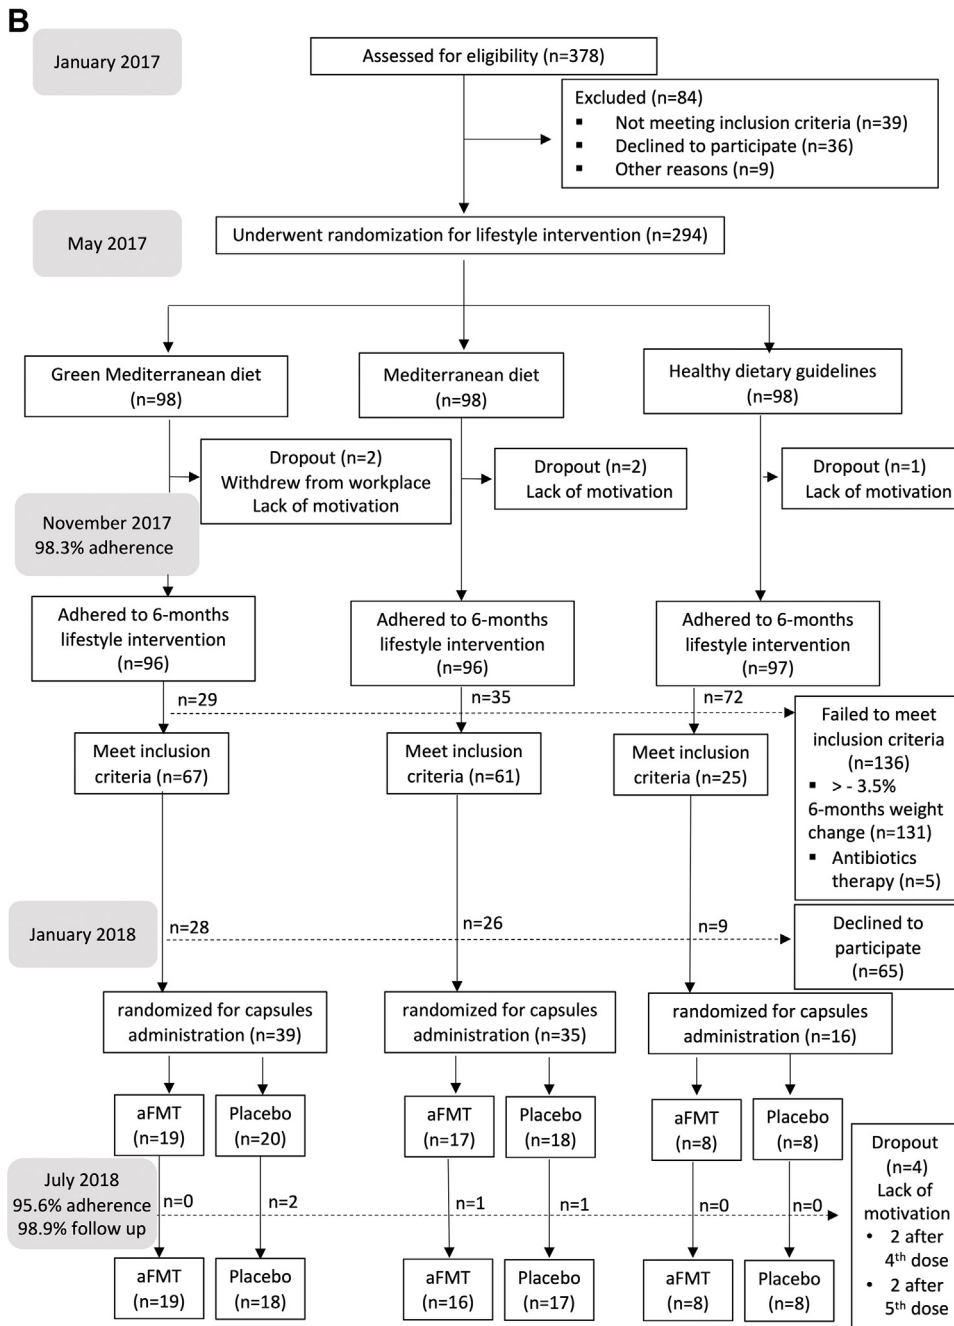 B
January 2017
Assessed for eligibility (n=378)
Excluded (n=84)
▪ Not meeting inclusion criteria (n=39)
▪ Declined to participate (n=36)
▪ Other reasons (n=9)
May 2017
Underwent randomization for lifestyle intervention (n=294)
Green Mediterranean diet
(n=98)
Mediterranean diet
(n=98)
Healthy dietary guidelines
(n=98)
Dropout (n=2)
Withdrew from workplace
Lack of motivation
Dropout (n=2)
Lack of motivation
Dropout (n=1)
Lack of motivation
November 2017
98.3% adherence
Adhered to 6-months
lifestyle intervention
(n=96)
Adhered to 6-months
lifestyle intervention
(n=96)
Adhered to 6-months
lifestyle intervention
(n=97)
n=29
n=35
n=72
Failed to meet
inclusion criteria
(n=136)
▪ > - 3.5%
6-months weight
change (n=131)
▪ Antibiotics
therapy (n=5)
Meet inclusion
criteria (n=67)
Meet inclusion
criteria (n=61)
Meet inclusion
criteria (n=25)
January 2018
n=28
n=26
n=9
Declined to
participate
(n=65)
randomized for capsules
administration (n=39)
randomized for capsules
administration (n=35)
randomized for capsules
administration (n=16)
aFMT
(n=19)
Placebo
(n=20)
aFMT
(n=17)
Placebo
(n=18)
aFMT
(n=8)
Placebo
(n=8)
July 2018
95.6% adherence
98.9% follow up
n=0
n=2
n=1
n=1
n=0
n=0
Dropout
(n=4)
Lack of
motivation
• 2 after
4th dose
• 2 after
5th dose
aFMT
(n=19)
Placebo
(n=18)
aFMT
(n=16)
Placebo
(n=17)
aFMT
(n=8)
Placebo
(n=8)